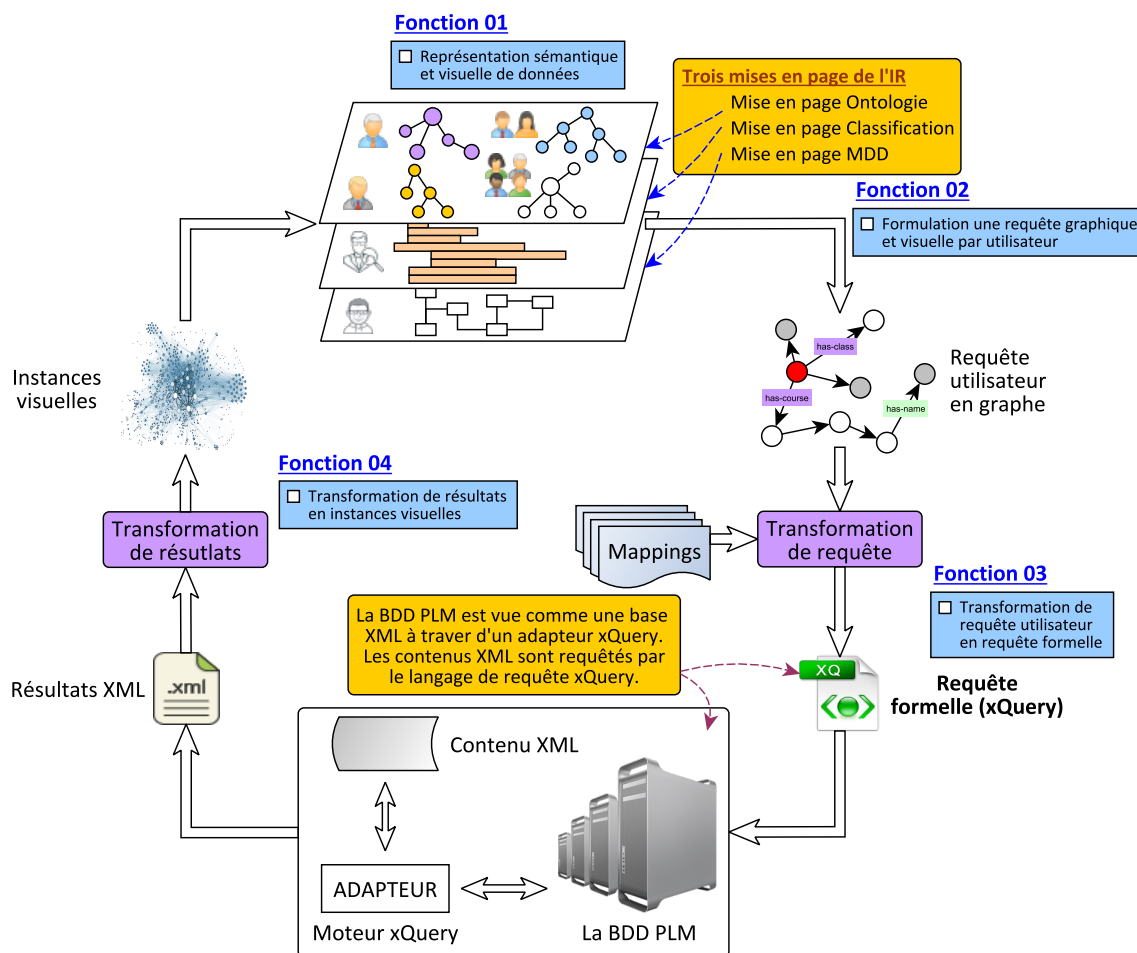 Fonction 01
Représentation sémantique
et visuelle de données
Trois mises en page de l'IR
Mise en page Ontologie
Mise en page Classification
Mise en page MDD
Fonction 02
Formulation une requête graphique
et visuelle par utilisateur
has-class
has-course
has-name
Requête
utilisateur
en graphe
Instances
visuelles
Fonction 04
Transformation de résultats
en instances visuelles
Transformation
de résutlats
Mappings
Transformation
de requête
Fonction 03
Transformation de
requête utilisateur
en requête formelle
La BDD PLM est vue comme une base
XML à traver d'un adapteur xQuery.
Les contenus XML sont requêtés par
le langage de requête xQuery.
Résultats XML
.xml
XQ
Requête
formelle (xQuery)
Contenu XML
ADAPTEUR
Moteur xQuery
La BDD PLM